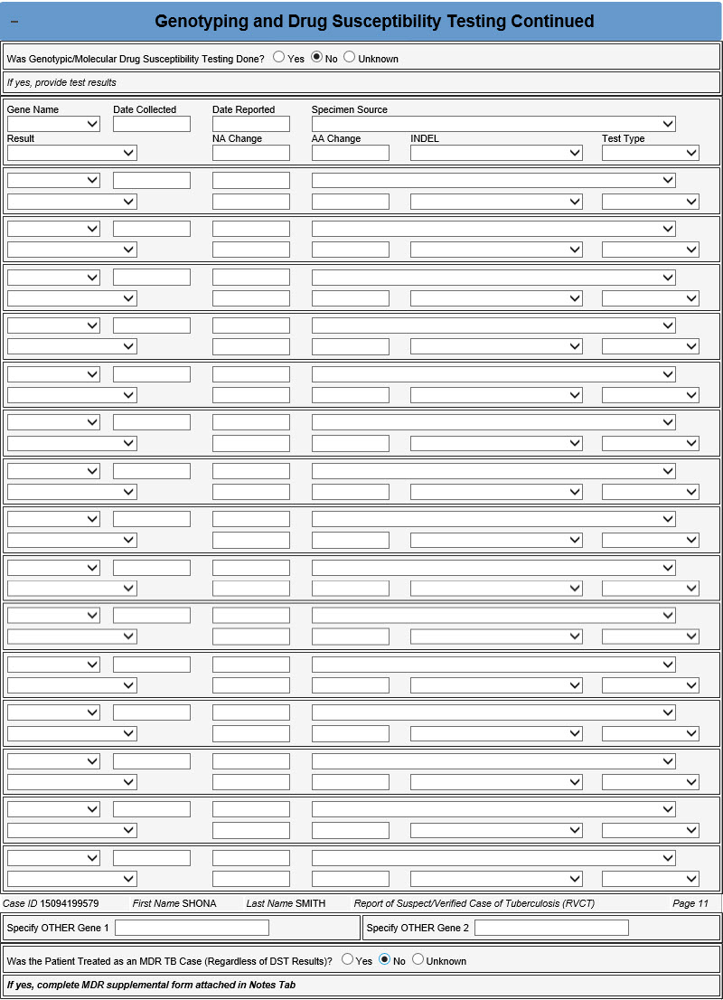 Genotyping and Drug Susceptibility Testing Continued
Was Genotypic/Molecular Drug Susceptibility Testing Done? Yes No Unknown
If yes, provide test results
Gene Name Date Collected Date Reported Specimen Source
Result NA Change AA Change INDEL Test Type
Case ID 15094199579 First Name SHONA Last Name SMITH Report of Suspect/Verified Case of Tuberculosis (RVCT) Page 11
Specify OTHER Gene 1 Specify OTHER Gene 2
Was the Patient Treated as an MDR TB Case (Regardless of DST Results)? Yes No Unknown
If yes, complete MDR supplemental form attached in Notes Tab